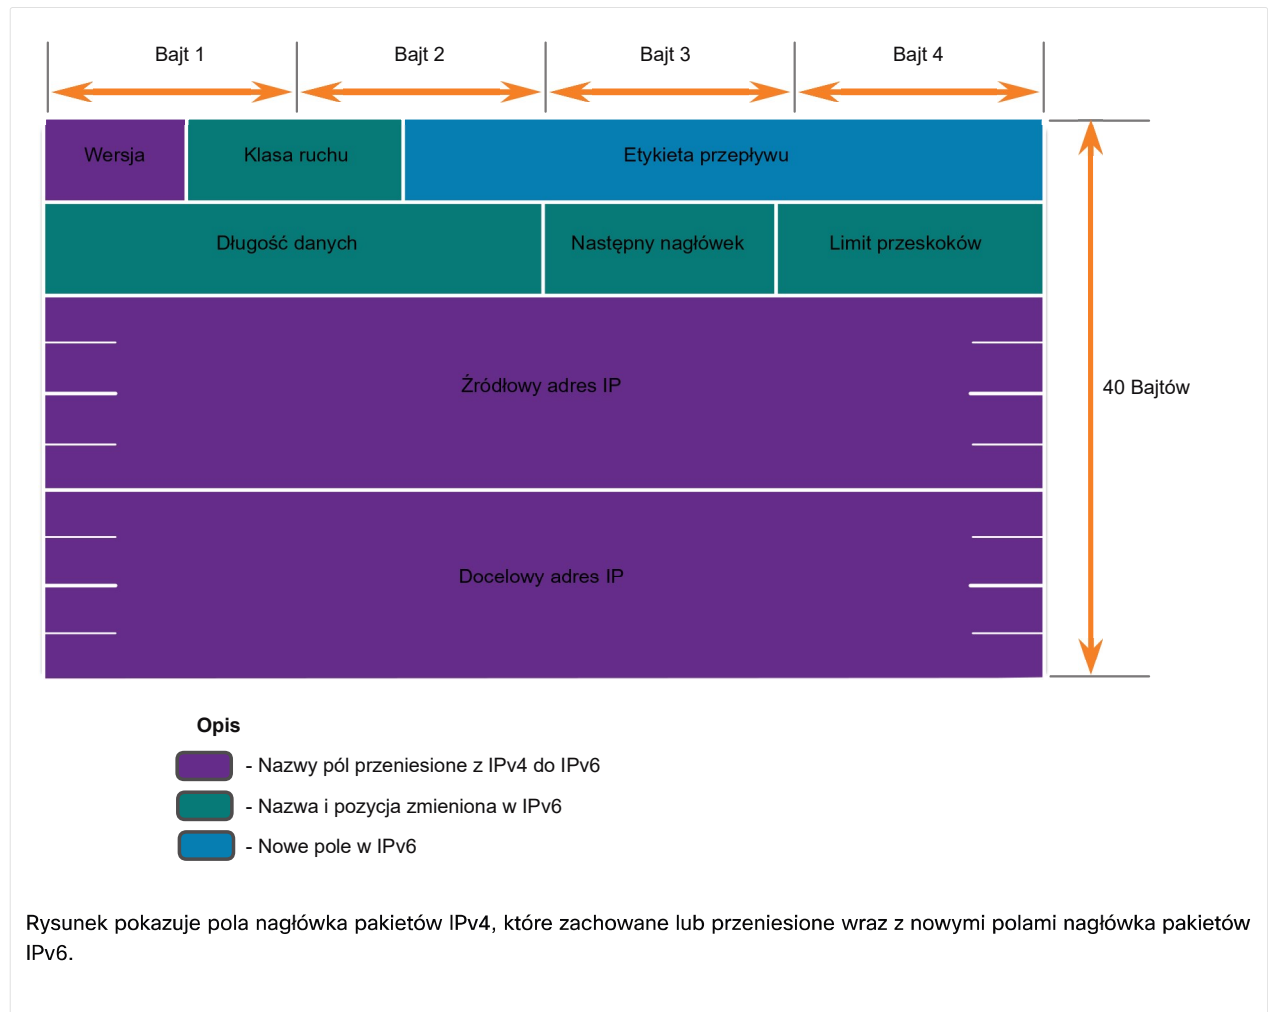 Bajt 1
Bajt 2
Bajt 3
Bajt 4
Wersja
Klasa ruchu
Etykieta przepływu
Długość danych
Następny nagłówek
Limit przeskoków
Źródłowy adres IP
40 Bajtów
Docelowy adres IP
Opis
- Nazwy pól przeniesione z IPv4 do IPv6
- Nazwa i pozycja zmieniona w IPv6
- Nowe pole w IPv6
Rysunek pokazuje pola nagłówka pakietów IPv4, które zachowane lub przeniesione wraz z nowymi polami nagłówka pakietów
IPv6.